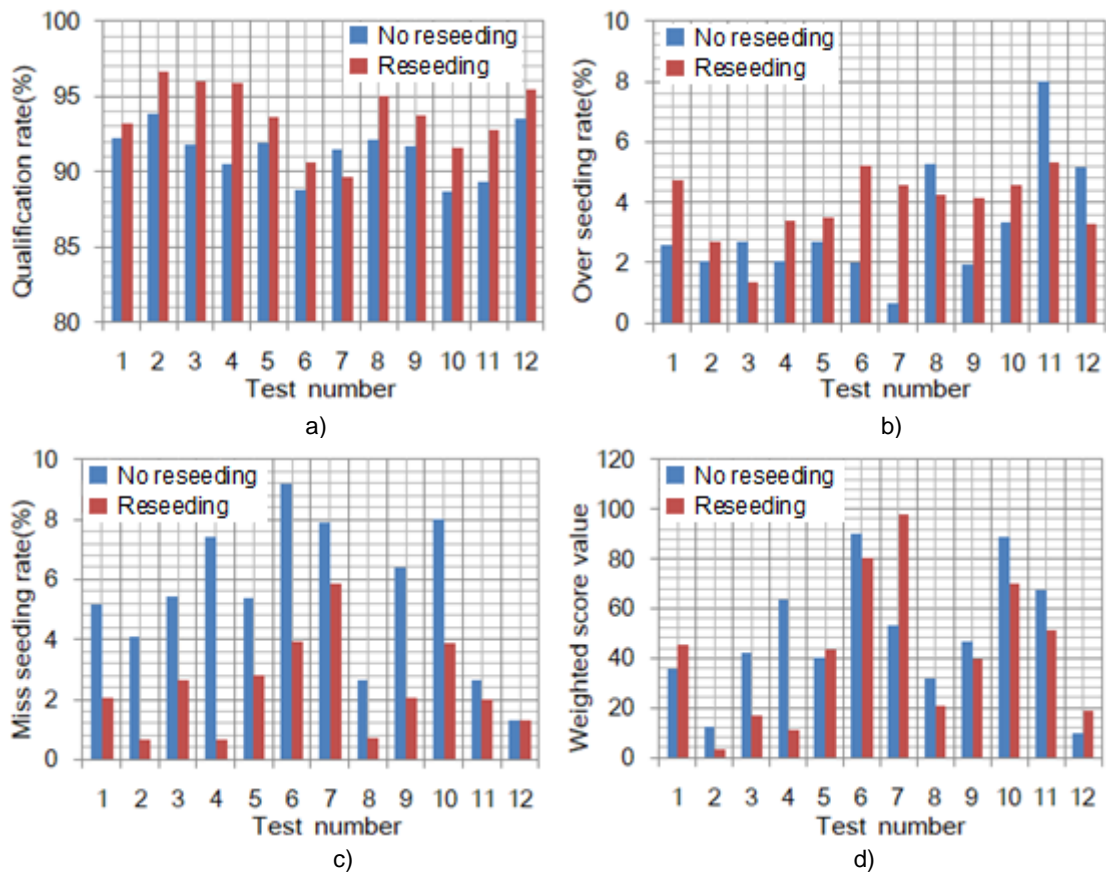 Qualification rate(%)
100
95
90
85
80
No reseeding
Reseeding
1 2 3 4 5 6 7 8 9 10 11 12
Test number
a)
Over seeding rate(%)
10
8
6
4
2
0
No reseeding
Reseeding
1 2 3 4 5 6 7 8 9 10 11 12
Test number
b)
Miss seeding rate(%)
10
8
6
4
2
0
No reseeding
Reseeding
1 2 3 4 5 6 7 8 9 10 11 12
Test number
c)
Weighted score value
120
100
80
60
40
20
0
No reseeding
Reseeding
1 2 3 4 5 6 7 8 9 10 11 12
Test number
d)